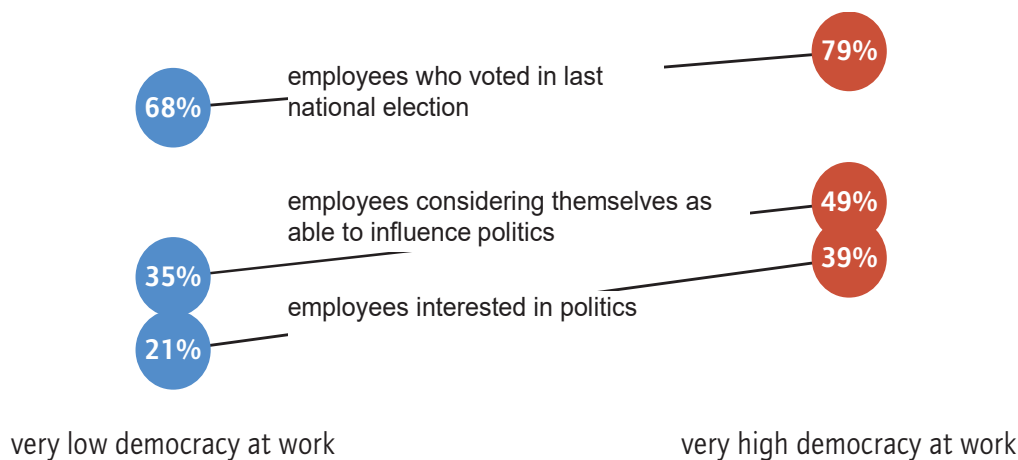 79%
employees who voted in last
national election
68%
employees considering themselves as
able to influence politics
49%
35%
39%
employees interested in politics
21%
very low democracy at work
very high democracy at work